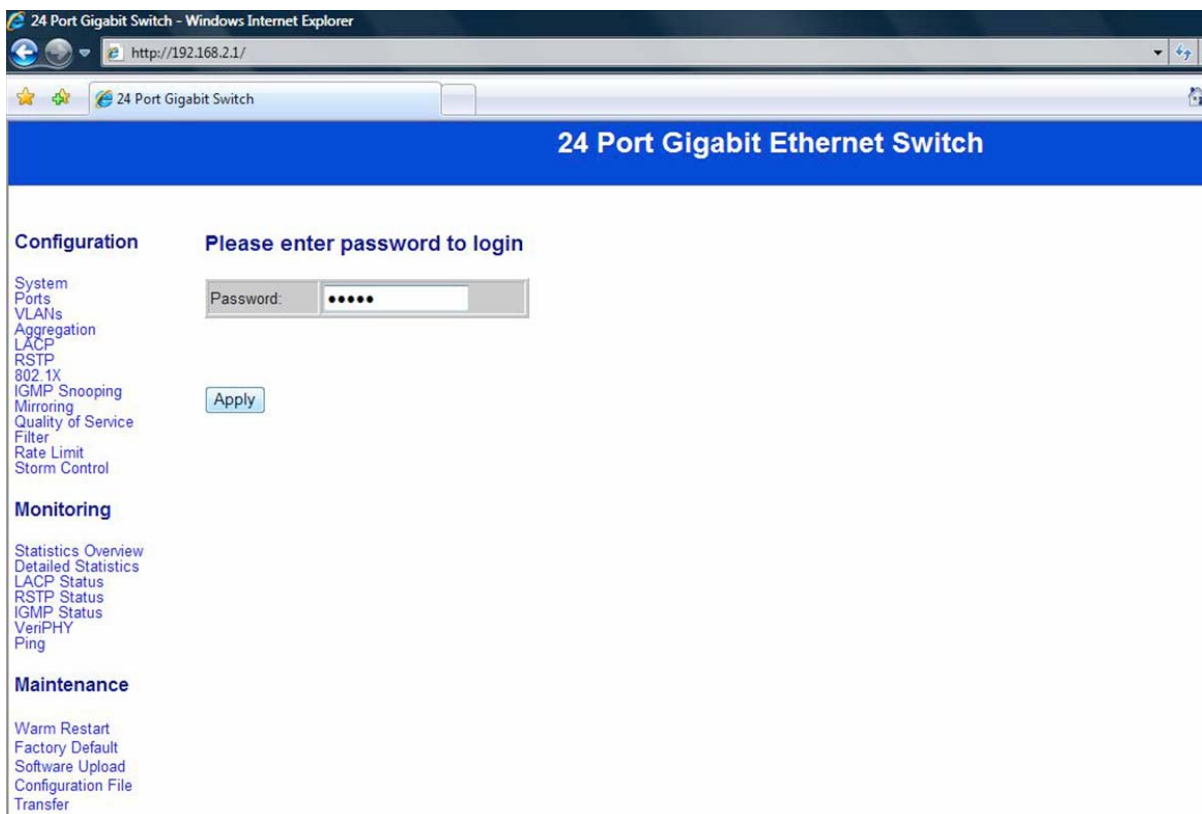 24 Port Gigabit Switch - Windows Internet Explorer
http://192.168.2.1/
24 Port Gigabit Switch
24 Port Gigabit Ethernet Switch
Configuration
System
Ports
VLANs
Aggregation
LACP
RSTP
802.1X
IGMP Snooping
Mirroring
Quality of Service
Filter
Rate Limit
Storm Control
Monitoring
Statistics Overview
Detailed Statistics
LACP Status
RSTP Status
IGMP Status
VeriPHY
Ping
Maintenance
Warm Restart
Factory Default
Software Upload
Configuration File
Transfer
Please enter password to login
Password: •••••
Apply